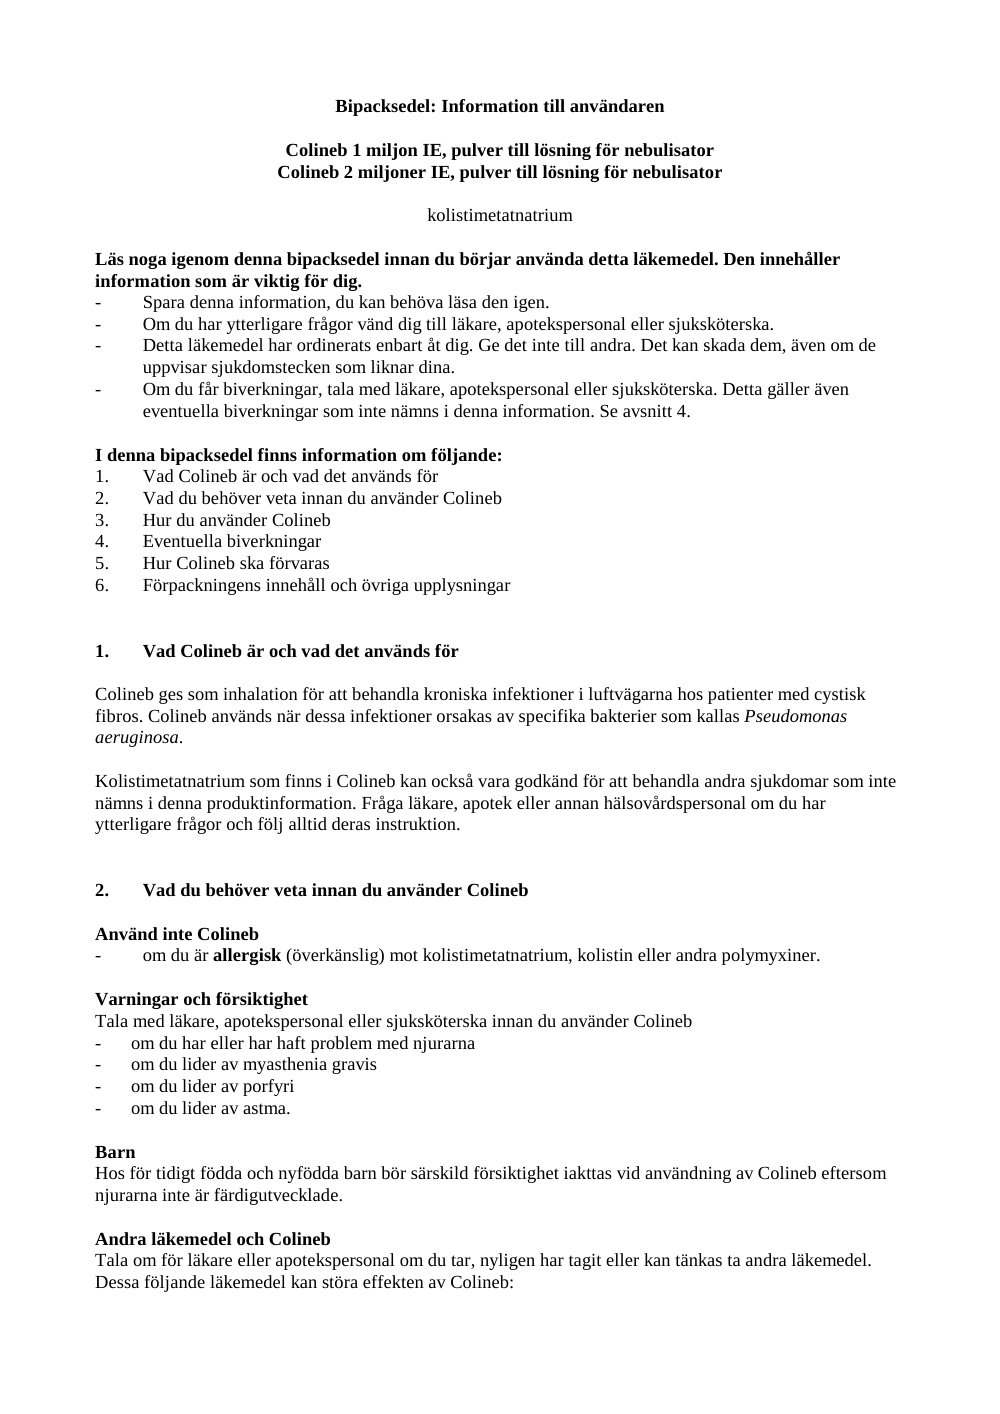 Bipacksedel: Information till användaren
Colineb 1 miljon IE, pulver till lösning för nebulisator
Colineb 2 miljoner IE, pulver till lösning för nebulisator
kolistimetatnatrium
Läs noga igenom denna bipacksedel innan du börjar använda detta läkemedel. Den innehåller
information som är viktig för dig.
- Spara denna information, du kan behöva läsa den igen.
- Om du har ytterligare frågor vänd dig till läkare, apotekspersonal eller sjuksköterska.
- Detta läkemedel har ordinerats enbart åt dig. Ge det inte till andra. Det kan skada dem, även om de
uppvisar sjukdomstecken som liknar dina.
- Om du får biverkningar, tala med läkare, apotekspersonal eller sjuksköterska. Detta gäller även
eventuella biverkningar som inte nämns i denna information. Se avsnitt 4.
I denna bipacksedel finns information om följande:
1. Vad Colineb är och vad det används för
2. Vad du behöver veta innan du använder Colineb
3. Hur du använder Colineb
4. Eventuella biverkningar
5. Hur Colineb ska förvaras
6. Förpackningens innehåll och övriga upplysningar
1. Vad Colineb är och vad det används för
Colineb ges som inhalation för att behandla kroniska infektioner i luftvägarna hos patienter med cystisk
fibros. Colineb används när dessa infektioner orsakas av specifika bakterier som kallas Pseudomonas
aeruginosa.
Kolistimetatnatrium som finns i Colineb kan också vara godkänd för att behandla andra sjukdomar som inte
nämns i denna produktinformation. Fråga läkare, apotek eller annan hälsovårdspersonal om du har
ytterligare frågor och följ alltid deras instruktion.
2. Vad du behöver veta innan du använder Colineb
Använd inte Colineb
- om du är allergisk (överkänslig) mot kolistimetatnatrium, kolistin eller andra polymyxiner.
Varningar och försiktighet
Tala med läkare, apotekspersonal eller sjuksköterska innan du använder Colineb
- om du har eller har haft problem med njurarna
- om du lider av myasthenia gravis
- om du lider av porfyri
- om du lider av astma.
Barn
Hos för tidigt födda och nyfödda barn bör särskild försiktighet iakttas vid användning av Colineb eftersom
njurarna inte är färdigutvecklade.
Andra läkemedel och Colineb
Tala om för läkare eller apotekspersonal om du tar, nyligen har tagit eller kan tänkas ta andra läkemedel.
Dessa följande läkemedel kan störa effekten av Colineb: